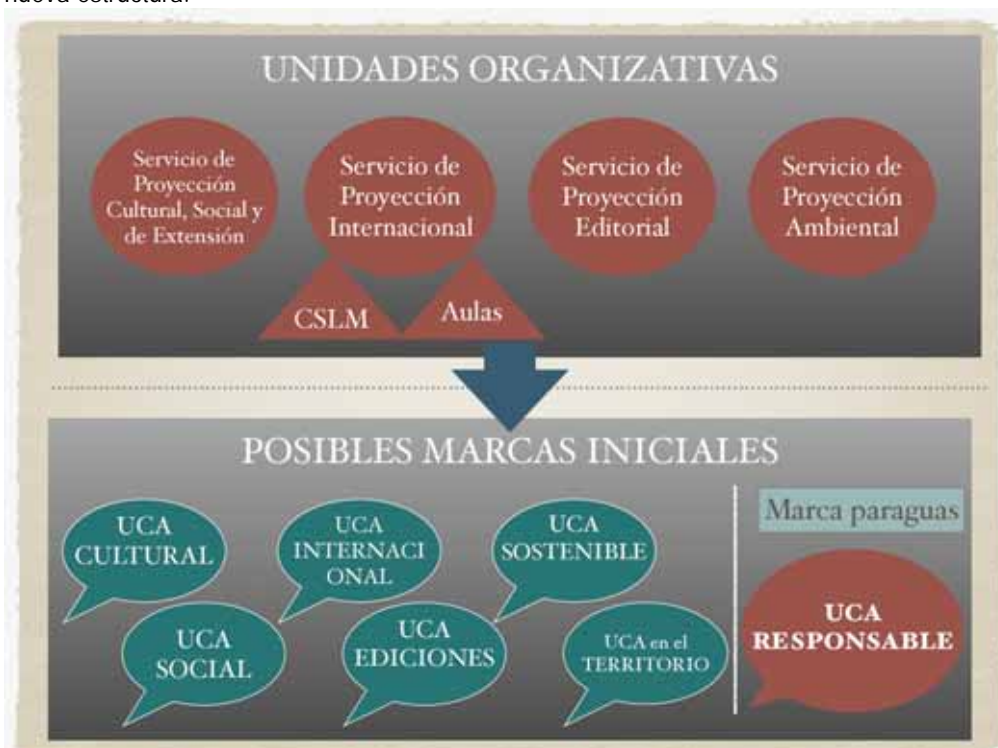 nueva estructura.
UNIDADES ORGANIZATIVAS
Servicio de
Proyección
Cultural, Social y
de Extensión
Servicio de
Proyección
Internacional
Servicio de
Proyección
Editorial
Servicio de
Proyección
Ambiental
CSLM
Aulas
POSIBLES MARCAS INICIALES
UCA
CULTURAL
UCA
INTERNACI
ONAL
UCA
SOSTENIBLE
UCA
SOCIAL
UCA
EDICIONES
UCA en el
TERRITORIO
Marca paraguas
UCA
RESPONSABLE